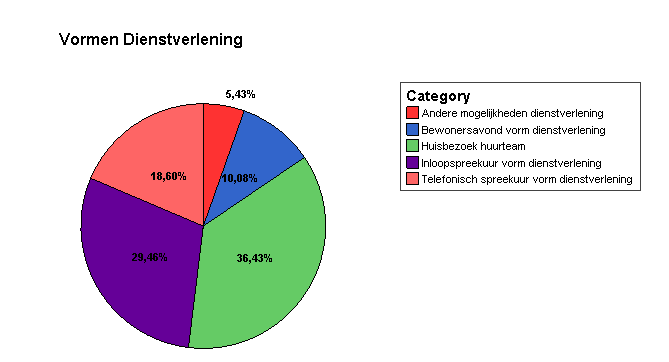 Vormen Dienstverlening
5,43%
10,08%
18,60%
29,46%
36,43%
Category
Andere mogelijkheden dienstverlening
Bewonersavond vorm dienstverlening
Huisbezoek huurteam
Inloopspreekuur vorm dienstverlening
Telefonisch spreekuur vorm dienstverlening